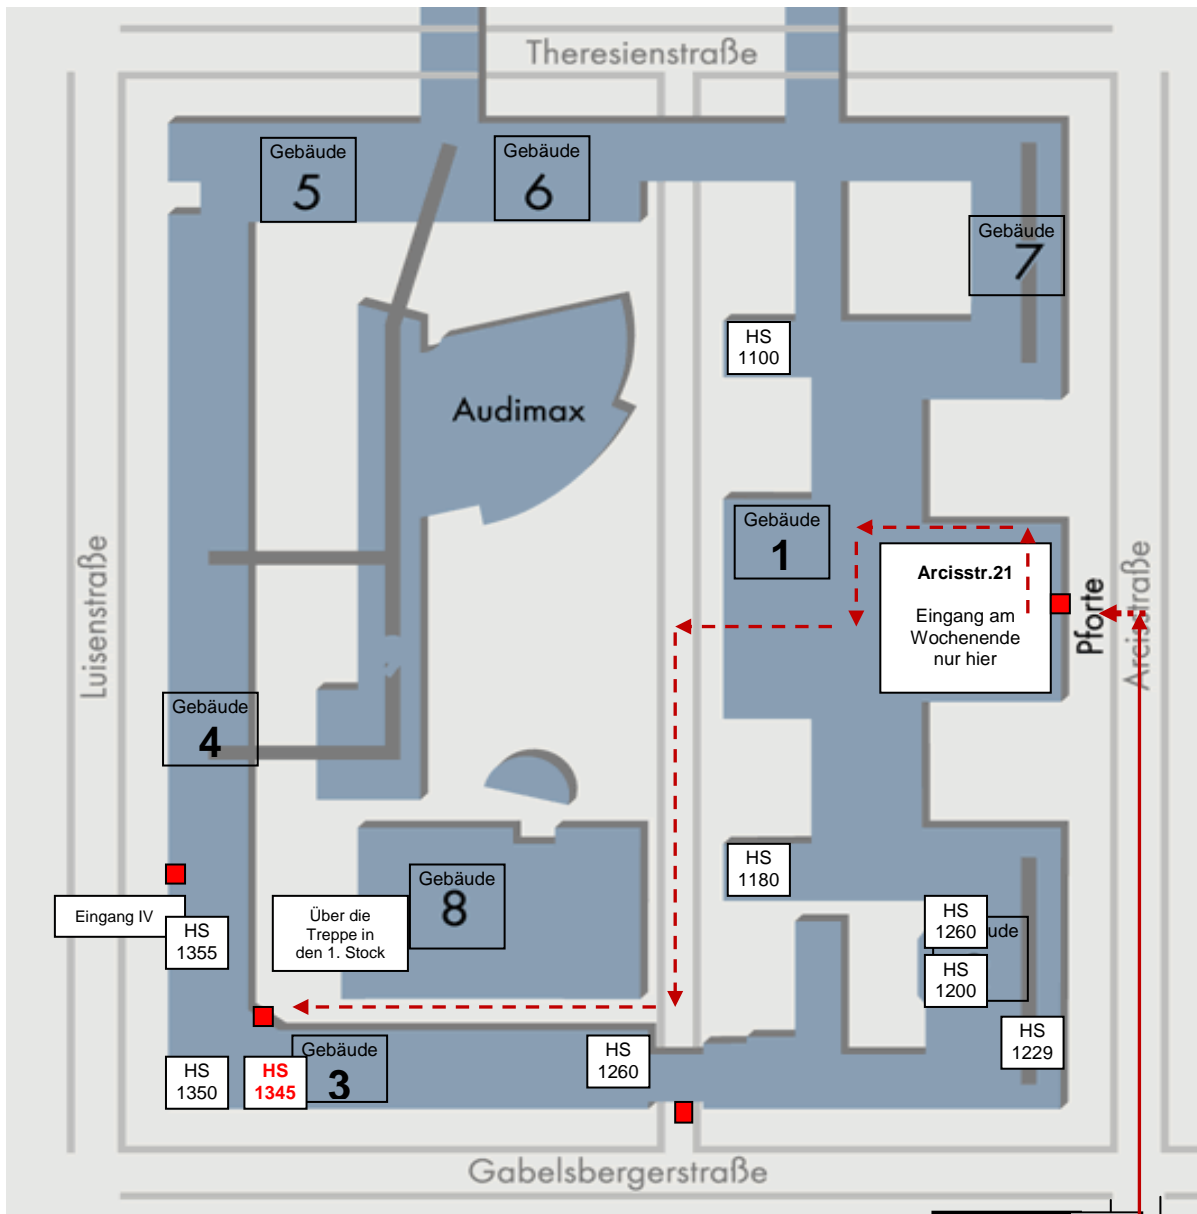 Theresienstraße
Gebäude
5
Gebäude
6
Gebäude
7
HS
1100
Audimax
Gebäude
1
Arcisstr.21
Eingang am
Wochenende
nur hier
Pforte
Arcisstraße
Luisenstraße
Gebäude
4
HS
1180
Gebäude
8
Eingang IV
HS
1355
Über die
Treppe in
den 1. Stock
HS
1260
ude
HS
1200
HS
1229
HS
1350
HS
1345
Gebäude
3
HS
1260
Gabelsbergerstraße